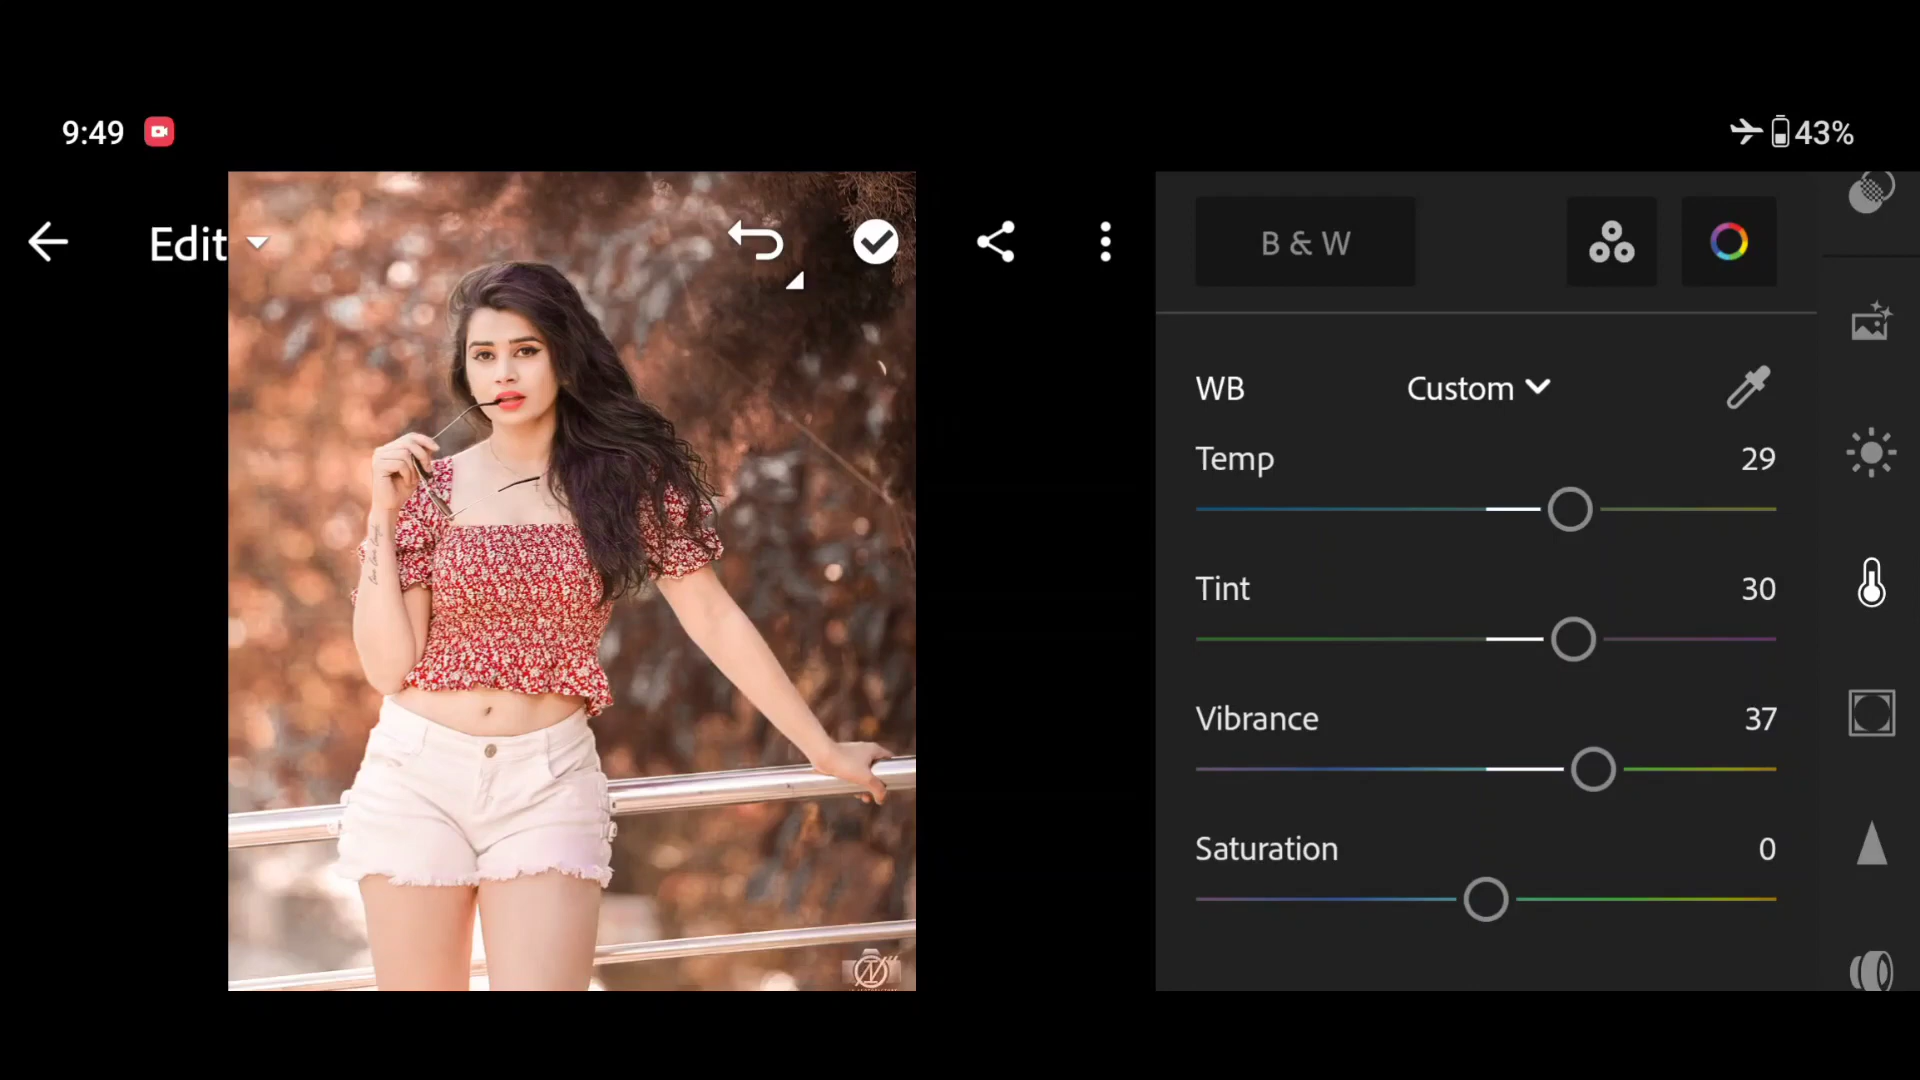 9:49
43%
Edit
B & W
WB Custom
Temp 29
Tint 30
Vibrance 37
Saturation 0